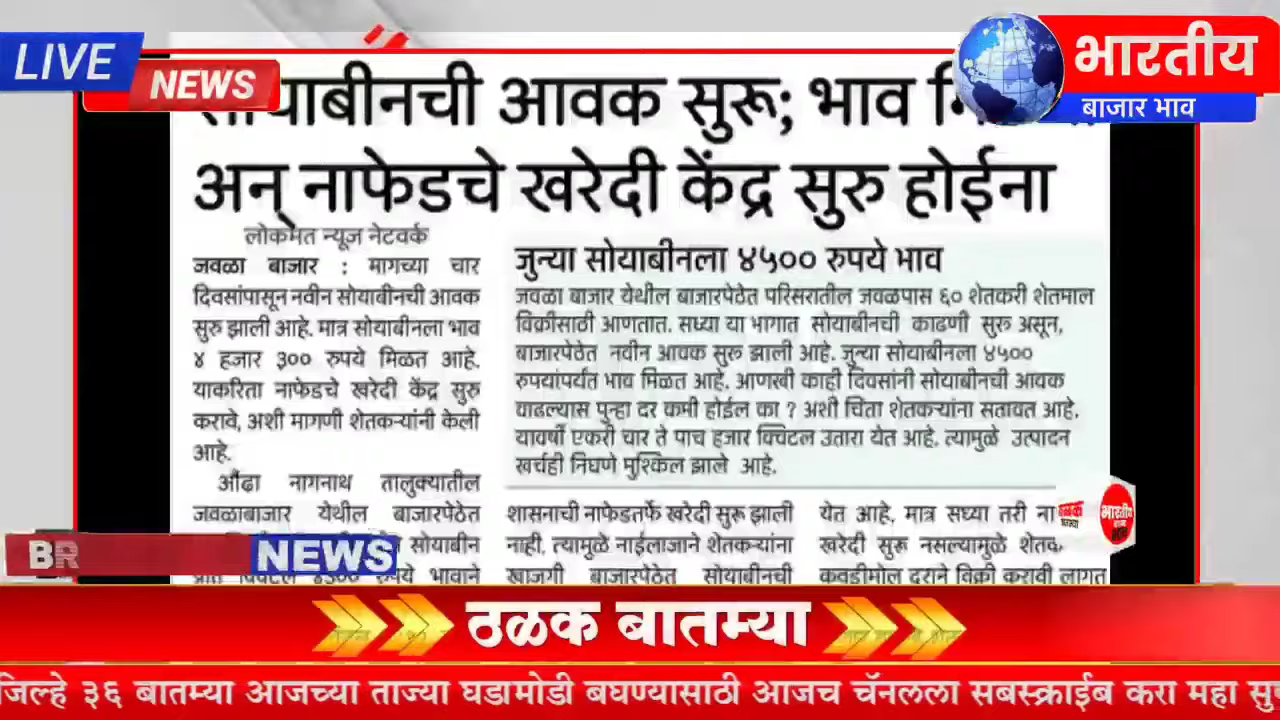 LIVE
NEWS
भारतीय
बाजार भाव
सोयाबीनची आवक सुरू; भाव
अन् नाफेडचे खरेदी केंद्र सुरु होईना
लोकमत न्यूज नेटवर्क
जवळा बाजार : मागच्या चार
दिवसांपासून नवीन सोयाबीनची आवक
सुरु झाली आहे. मात्र सोयाबीनला भाव
४ हजार ३०० रुपये मिळत आहे.
याकरिता नाफेडचे खरेदी केंद्र सुरु
करावे, अशी मागणी शेतकऱ्यांनी केली
आहे.
औंढा नागनाथ तालुक्यातील
जवळाबाजार येथील बाजारपेठेत
सोयाबीन
रुपये भावाने
जुन्या सोयाबीनला ४५०० रुपये भाव
जवळा बाजार येथील बाजारपेठेत परिसरातील जवळपास ६० शेतकरी शेतमाल
विक्रीसाठी आणतात. सध्या या भागात सोयाबीनची काढणी सुरु असून,
बाजारपेठेत नवीन आवक सुरू झाली आहे. जुन्या सोयाबीनला ४५००
रुपयांपर्यंत भाव मिळत आहे. आणखी काही दिवसांनी सोयाबीनची आवक
वाढल्यास पुन्हा दर कमी होईल का ? अशी चिंता शेतकऱ्यांना सतावत आहे.
यावर्षी एकरी चार ते पाच हजार क्विंटल उतारा येत आहे. त्यामुळे उत्पादन
खर्चही निघणे मुश्किल झाले आहे.
शासनाची नाफेडतर्फे खरेदी सुरू झाली
नाही. त्यामुळे नाईलाजाने शेतकऱ्यांना
खाजगी बाजारपेठेत सोयाबीनची
येत आहे. मात्र सध्या तरी
खरेदी सुरू नसल्यामुळे
कवडीमोल दराने विक्री करावी लागत
भारतीय
BR
NEWS
ठळक बातम्या
जिल्हे ३६ बातम्या आजच्या ताज्या घडामोडी बघण्यासाठी आजच चॅनलला सबस्क्राईब करा महा